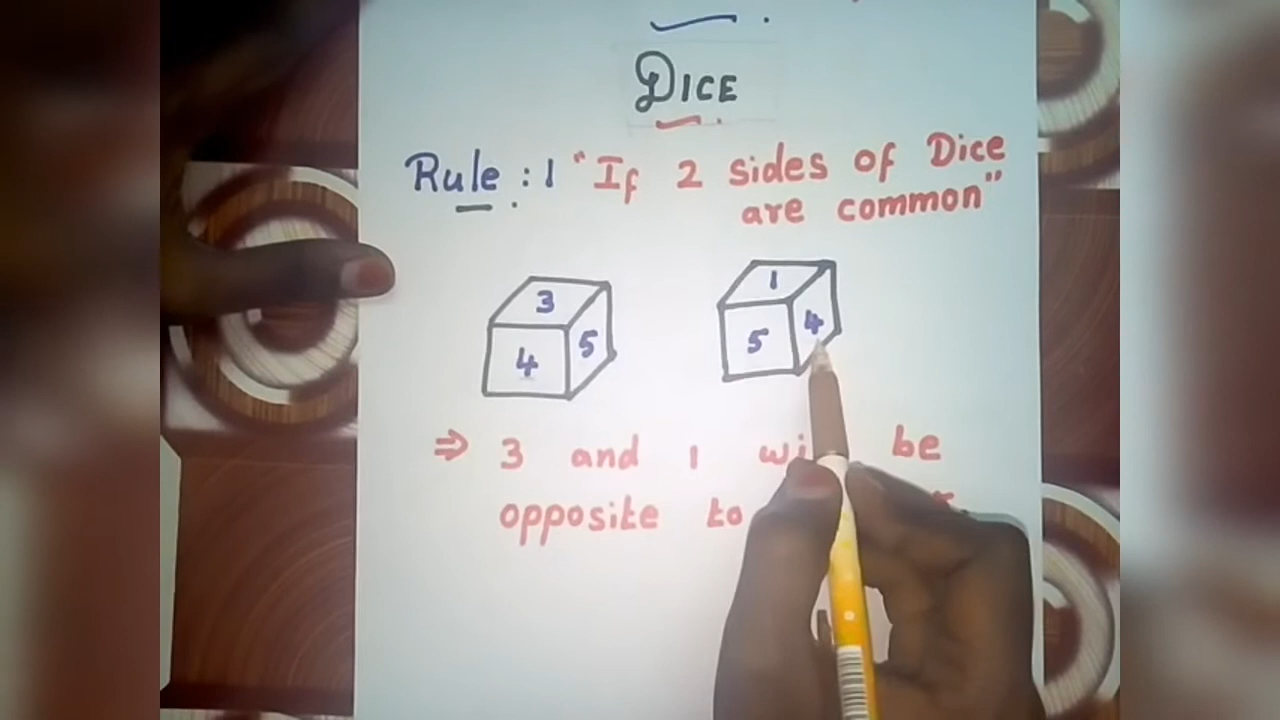 DICE
Rule : 1 "If 2 sides of Dice
are common"
3
4
5
1
5
4
⇒ 3 and 1 be
opposite to